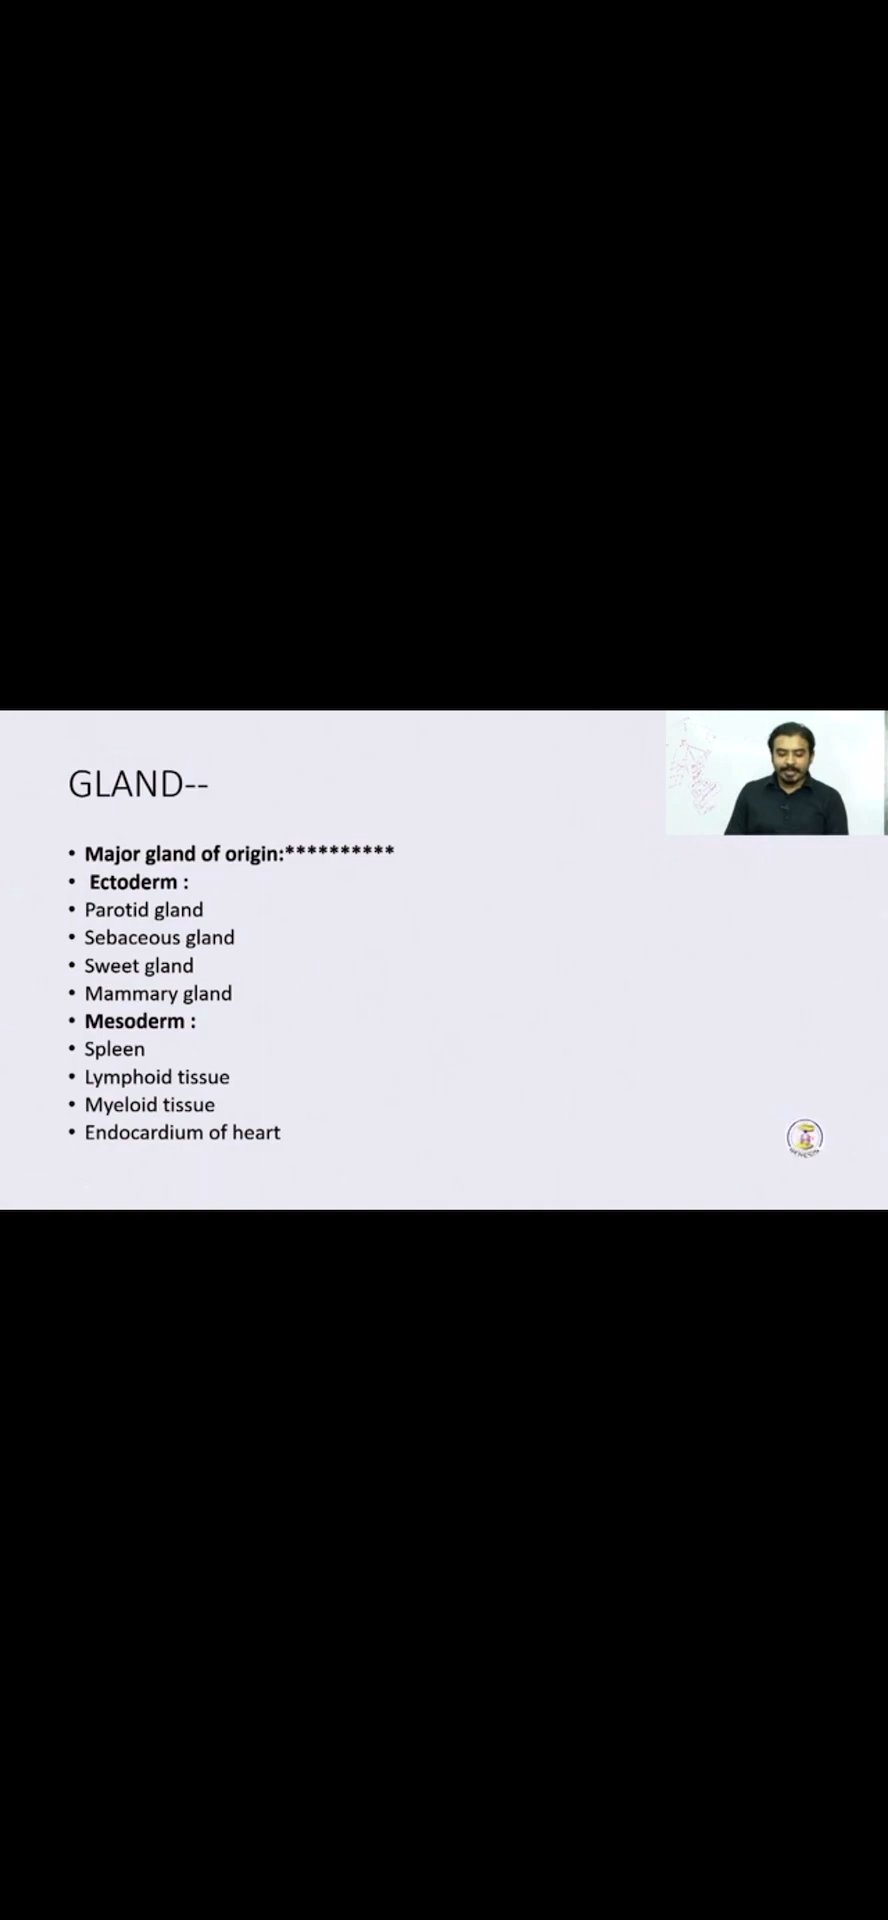 GLAND--
• Major gland of origin:**********
• Ectoderm :
• Parotid gland
• Sebaceous gland
• Sweet gland
• Mammary gland
• Mesoderm :
• Spleen
• Lymphoid tissue
• Myeloid tissue
• Endocardium of heart
GENESIS